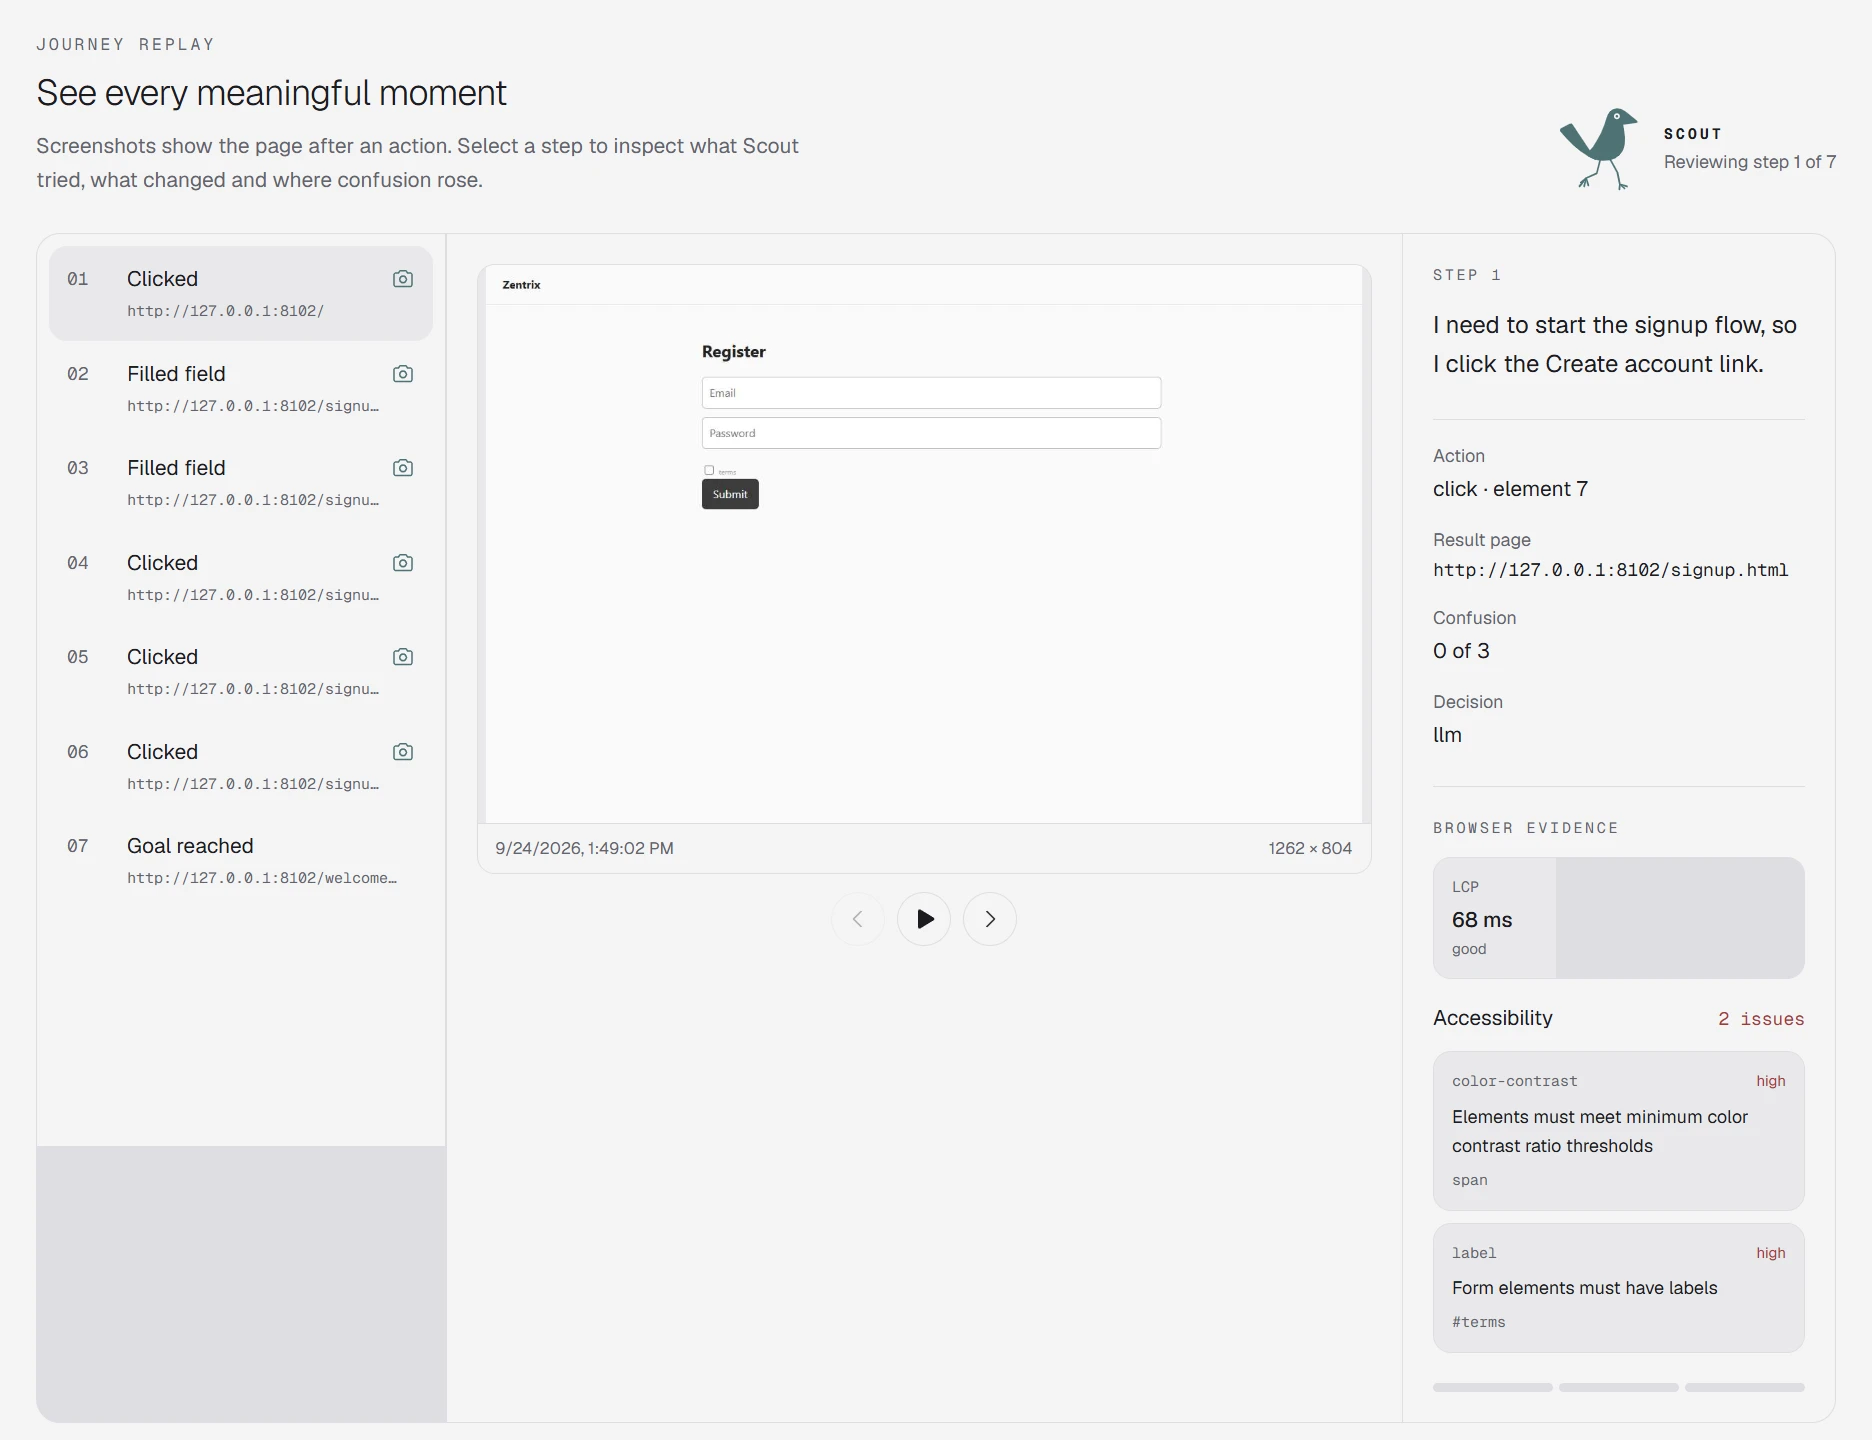 JOURNEY REPLAY
See every meaningful moment
Screenshots show the page after an action. Select a step to inspect what Scout
tried, what changed and where confusion rose.
SCOUT
Reviewing step 1 of 7
01 Clicked
http://127.0.0.1:8102/
02 Filled field
http://127.0.0.1:8102/signu…
03 Filled field
http://127.0.0.1:8102/signu…
04 Clicked
http://127.0.0.1:8102/signu…
05 Clicked
http://127.0.0.1:8102/signu…
06 Clicked
http://127.0.0.1:8102/signu…
07 Goal reached
http://127.0.0.1:8102/welcome…
Zentrix
Register
Email
Password
terms
Submit
9/24/2026, 1:49:02 PM
1262 × 804
STEP 1
I need to start the signup flow, so
I click the Create account link.
Action
click · element 7
Result page
http://127.0.0.1:8102/signup.html
Confusion
0 of 3
Decision
llm
BROWSER EVIDENCE
LCP
68 ms
good
Accessibility 2 issues
color-contrast high
Elements must meet minimum color
contrast ratio thresholds
span
label high
Form elements must have labels
#terms